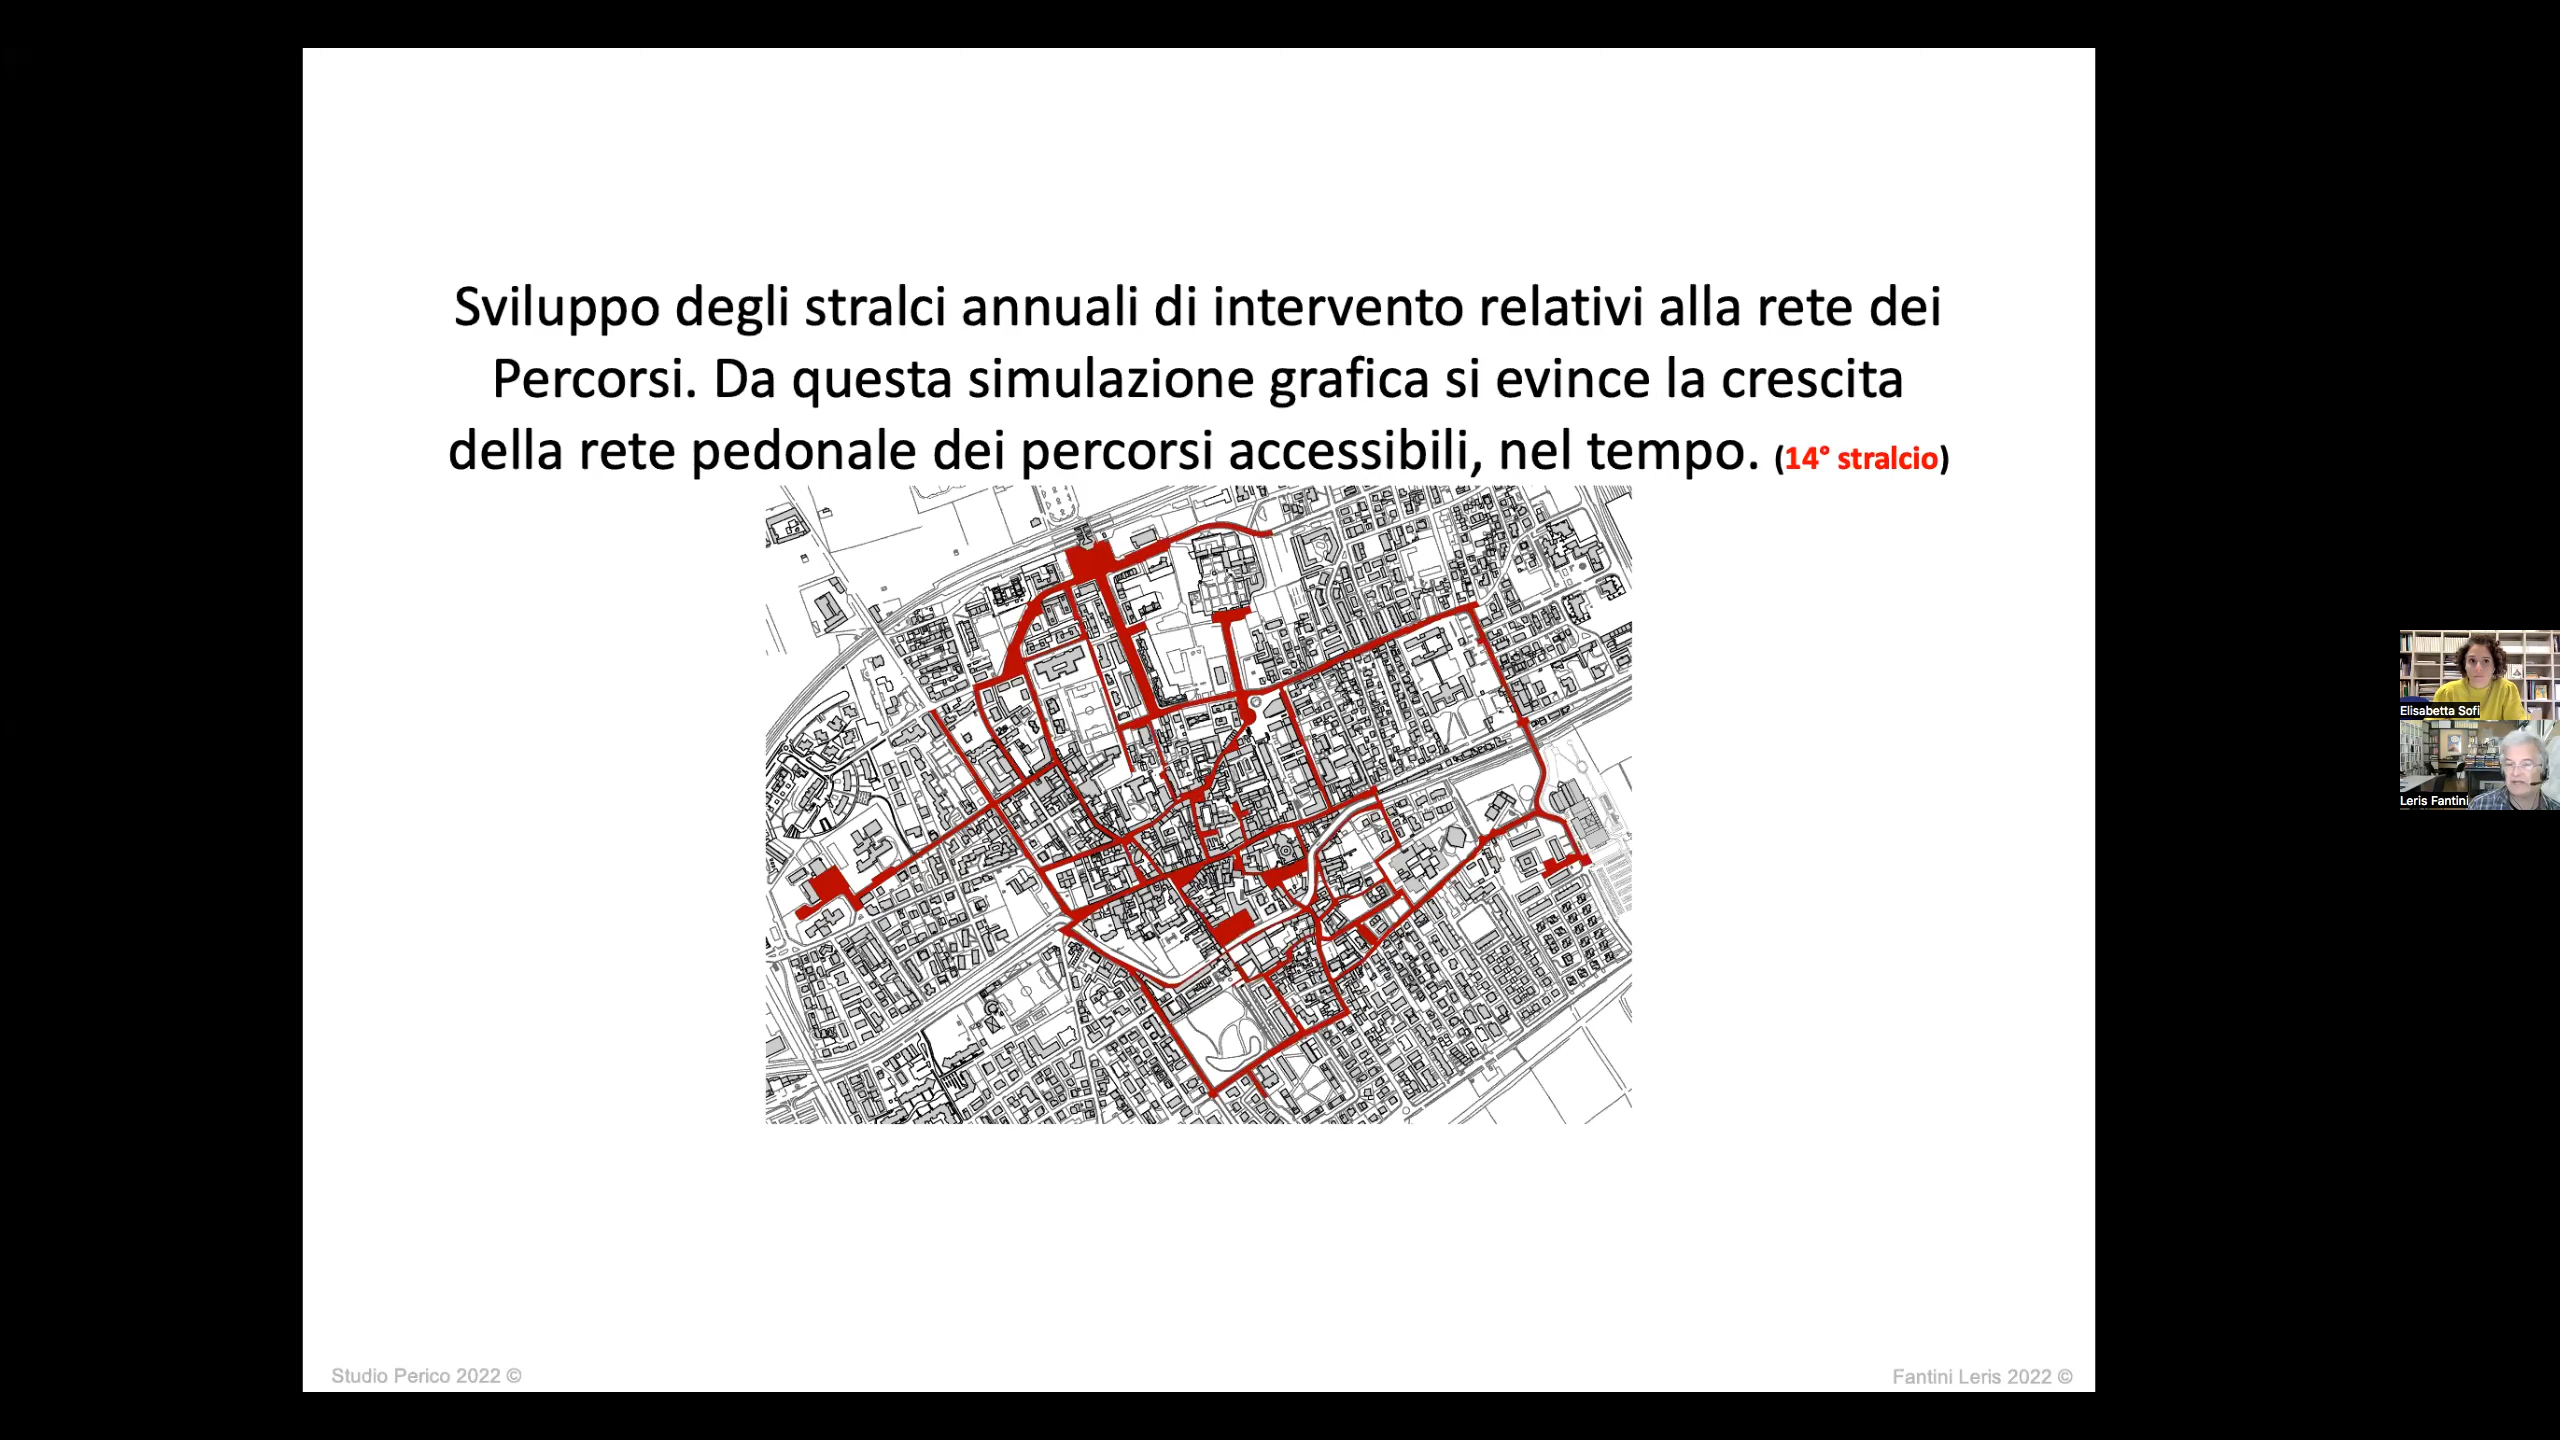 Sviluppo degli stralci annuali di intervento relativi alla rete dei
Percorsi. Da questa simulazione grafica si evince la crescita
della rete pedonale dei percorsi accessibili, nel tempo. (14° stralcio)
Elisabetta Sofi
Leris Fantini
Studio Perico 2022 ©
Fantini Leris 2022 ©